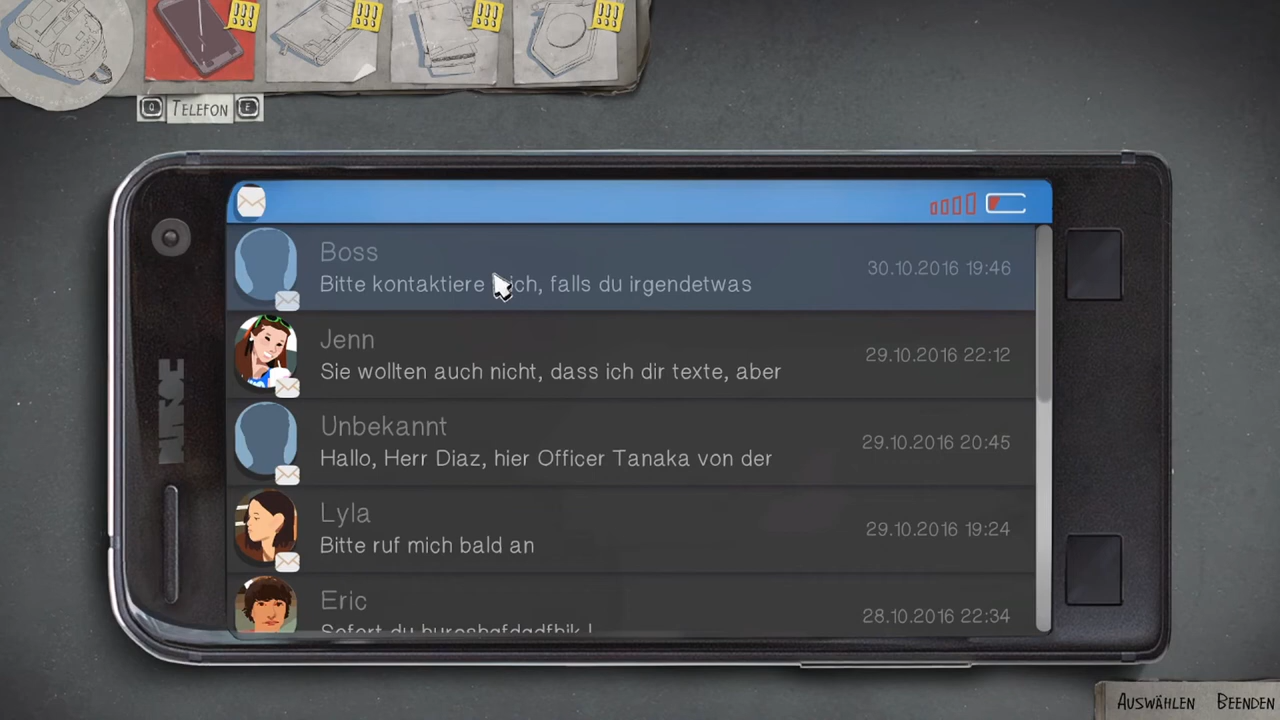 Q TELEFON E
Boss
Bitte kontaktiere mich, falls du irgendetwas
30.10.2016 19:46
Jenn
Sie wollten auch nicht, dass ich dir texte, aber
29.10.2016 22:12
Unbekannt
Hallo, Herr Diaz, hier Officer Tanaka von der
29.10.2016 20:45
Lyla
Bitte ruf mich bald an
29.10.2016 19:24
Eric
Sofort du
28.10.2016 22:34
AUSWÄHLEN BEENDEN